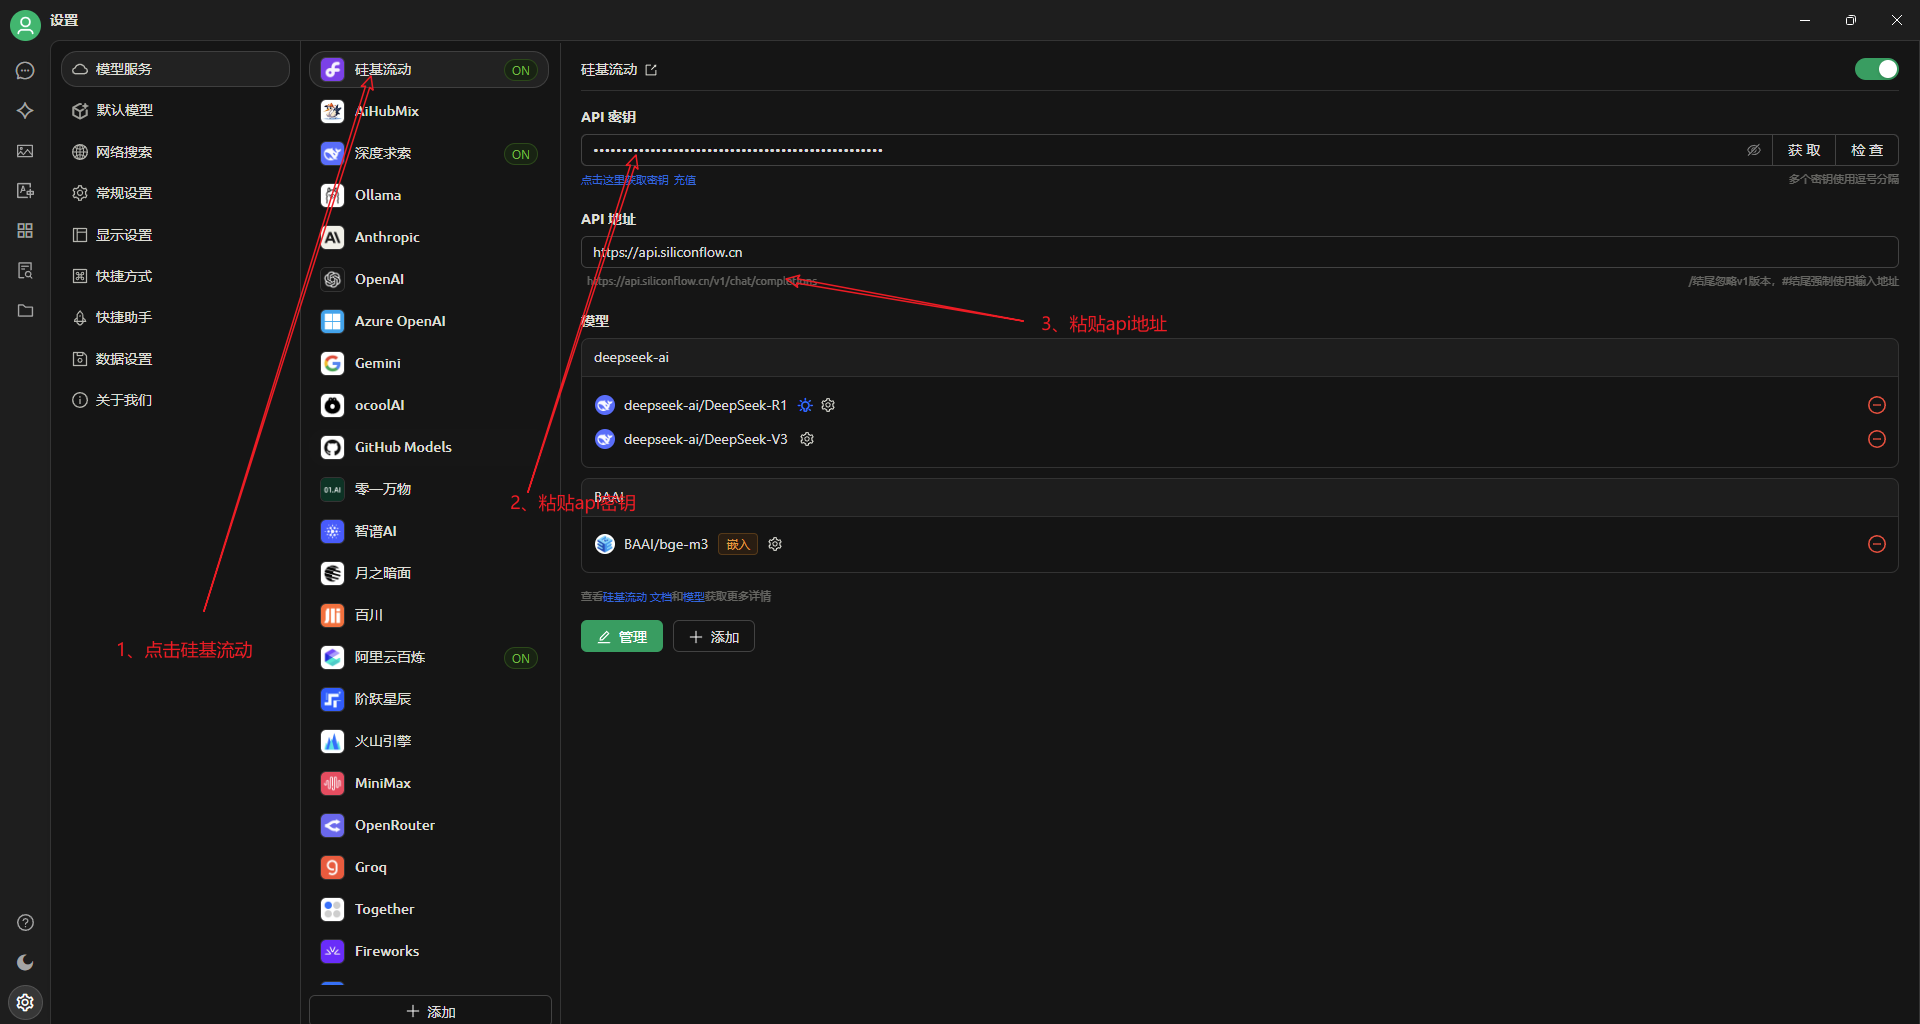 设置
模型服务
默认模型
网络搜索
常规设置
显示设置
快捷方式
快捷助手
数据设置
关于我们
硅基流动 ON
AiHubMix
深度求索 ON
Ollama
Anthropic
OpenAI
Azure OpenAI
Gemini
ocoolAI
GitHub Models
零一万物
智谱AI
月之暗面
百川
阿里云百炼 ON
阶跃星辰
火山引擎
MiniMax
OpenRouter
Groq
Together
Fireworks
添加
硅基流动
API 密钥
••••••••••••••••••••••••••••••••••••••••••••••••••• 获 取 检 查
点击这里获取密钥 充值 多个密钥使用逗号分隔
API 地址
https://api.siliconflow.cn
https://api.siliconflow.cn/v1/chat/completions /结尾忽略v1版本，#结尾强制使用输入地址
模型
deepseek-ai
deepseek-ai/DeepSeek-R1
deepseek-ai/DeepSeek-V3
BAAI
BAAI/bge-m3 嵌入
查看硅基流动 文档和模型获取更多详情
管理 添加
1、点击硅基流动
2、粘贴api密钥
3、粘贴api地址
01.AI